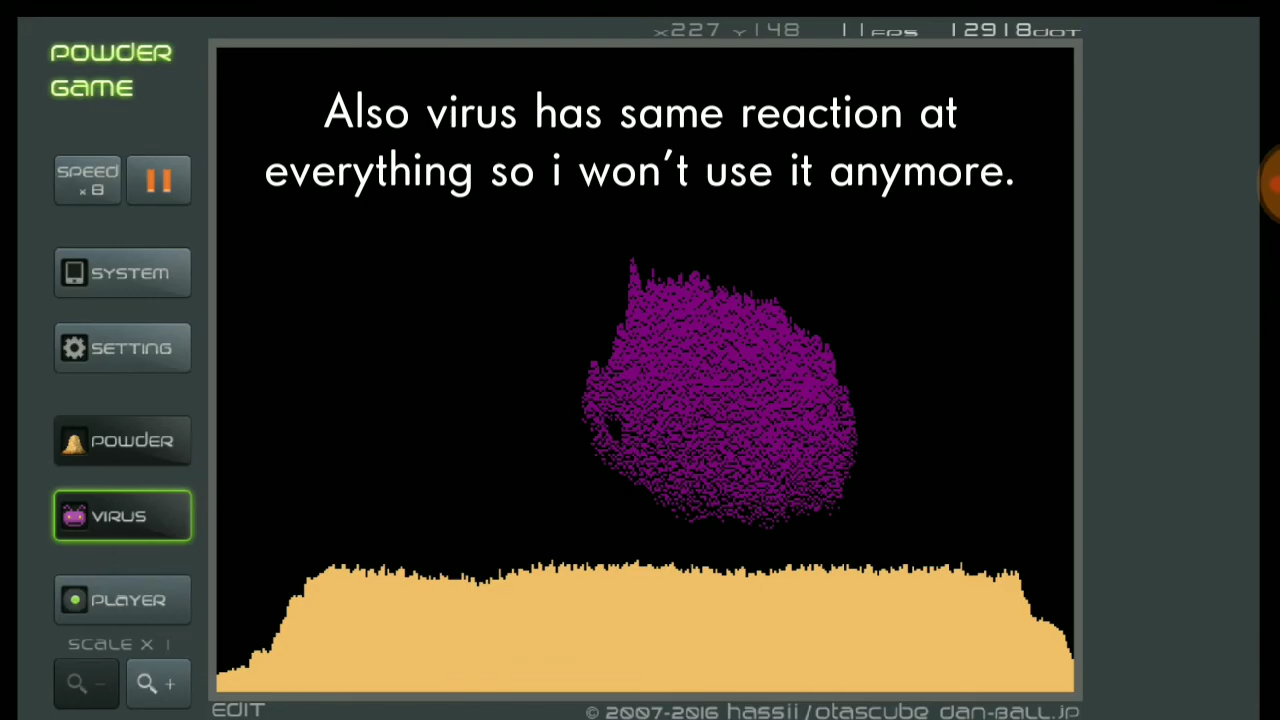 x227 y148 11FPS 12918DOT
POWDER
GAME
Also virus has same reaction at
everything so i won't use it anymore.
SPEED
×8
SYSTEM
SETTING
POWDER
VIRUS
PLAYER
SCALE X 1
EDIT
© 2007-2016 hassii/otascube dan-ball.jp